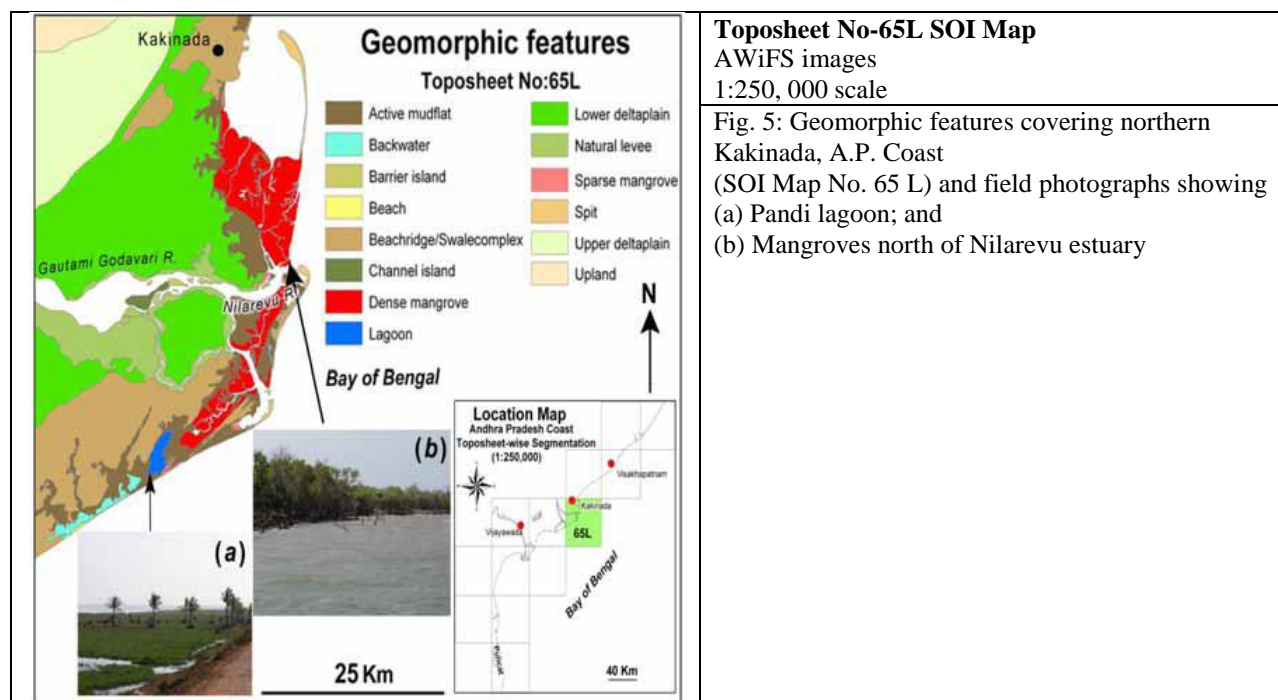 Kakinada
Geomorphic features
Toposheet No:65L
Active mudflat
Backwater
Barrier island
Beach
Beachridge/Swalecomplex
Channel island
Dense mangrove
Lagoon
Lower deltaplain
Natural levee
Sparse mangrove
Spit
Upper deltaplain
Upland
Gautami Godavari R.
Nilarevu R.
N
Bay of Bengal
(a)
(b)
25 Km
Location Map
Andhra Pradesh Coast
Toposheet-wise Segmentation
(1:250,000)
Visakhapatnam
Kakinada
Vijayawada
65L
Bay of Bengal
Pulicat
40 Km
Toposheet No-65L SOI Map
AWiFS images
1:250, 000 scale
Fig. 5: Geomorphic features covering northern
Kakinada, A.P. Coast
(SOI Map No. 65 L) and field photographs showing
(a) Pandi lagoon; and
(b) Mangroves north of Nilarevu estuary